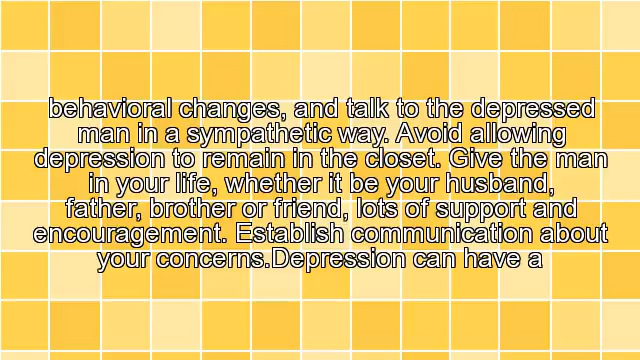 behavioral changes, and talk to the depressed
man in a sympathetic way. Avoid allowing
depression to remain in the closet. Give the man
in your life, whether it be your husband,
father, brother or friend, lots of support and
encouragement. Establish communication about
your concerns.Depression can have a